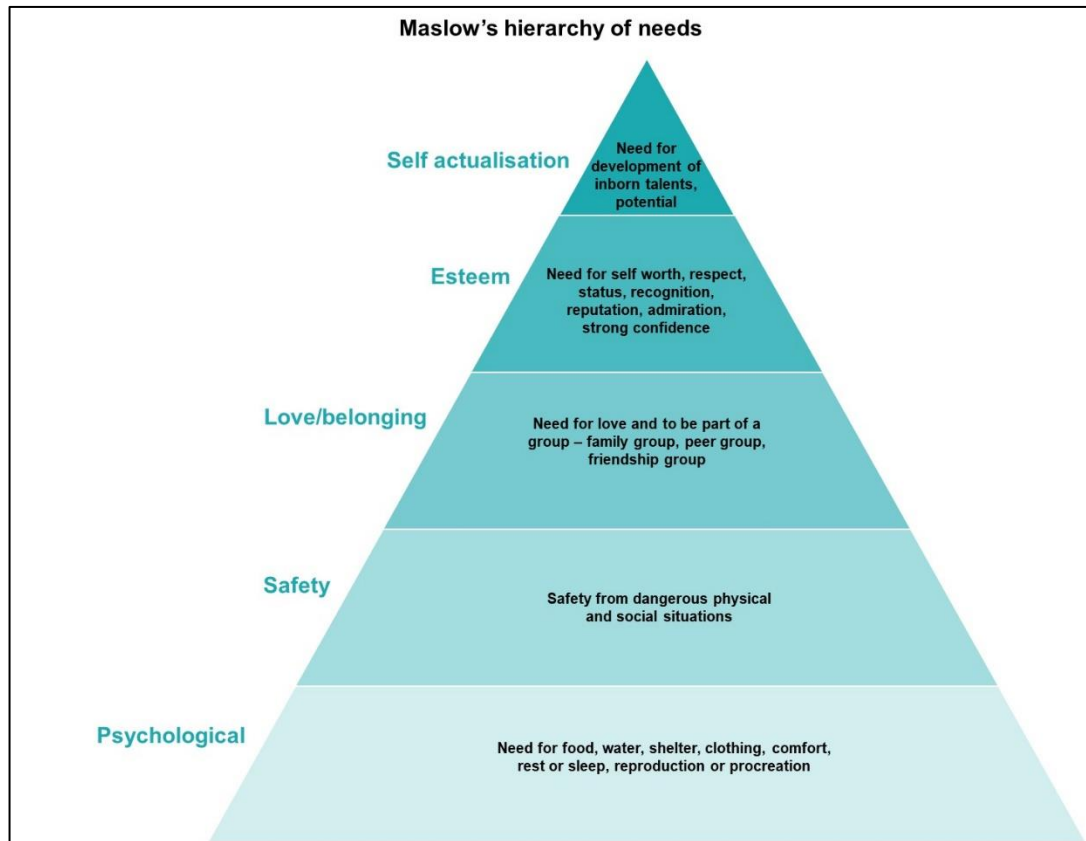 Maslow’s hierarchy of needs
Self actualisation
Need for
development of
inborn talents,
potential
Esteem
Need for self worth, respect,
status, recognition,
reputation, admiration,
strong confidence
Love/belonging
Need for love and to be part of a
group – family group, peer group,
friendship group
Safety
Safety from dangerous physical
and social situations
Psychological
Need for food, water, shelter, clothing, comfort,
rest or sleep, reproduction or procreation